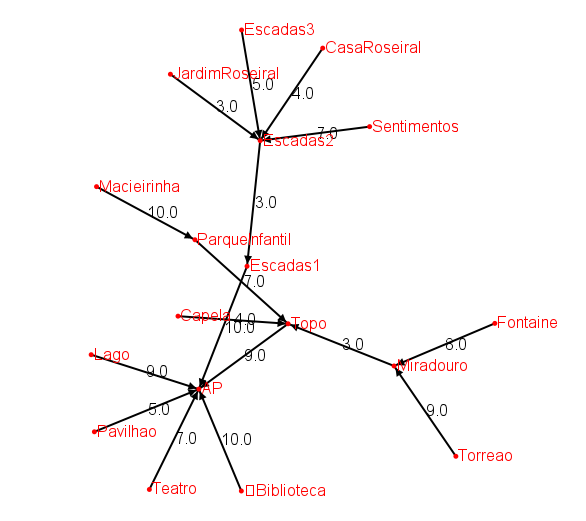 Escadas3
CasaRoseiral
JardimRoseiral
5.0
4.0
3.0
7.0
Sentimentos
Escadas2
Macieirinha
3.0
10.0
ParqueInfantil
Escadas1
7.0
Capela
4.0
10.0
Topo
Fontaine
3.0
8.0
Lago
9.0
Miradouro
9.0
AP
5.0
9.0
Pavilhao
7.0
10.0
Torreao
Teatro
Biblioteca